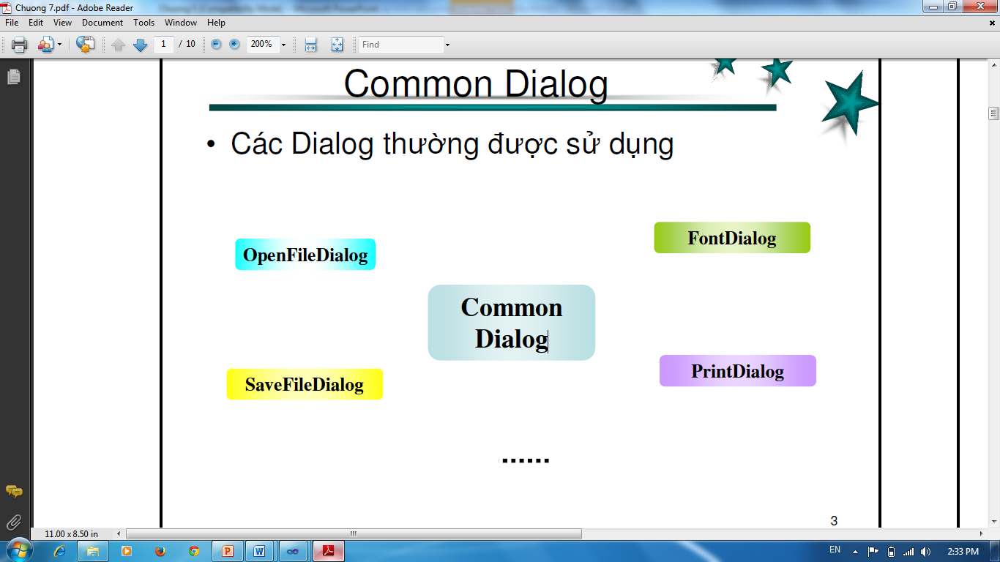 Chuong 7.pdf - Adobe Reader
File Edit View Document Tools Window Help
1 / 10 200% Find
Common Dialog
• Các Dialog thường được sử dụng
FontDialog
OpenFileDialog
Common
Dialog
PrintDialog
SaveFileDialog
......
3
11.00 x 8.50 in
EN 2:33 PM